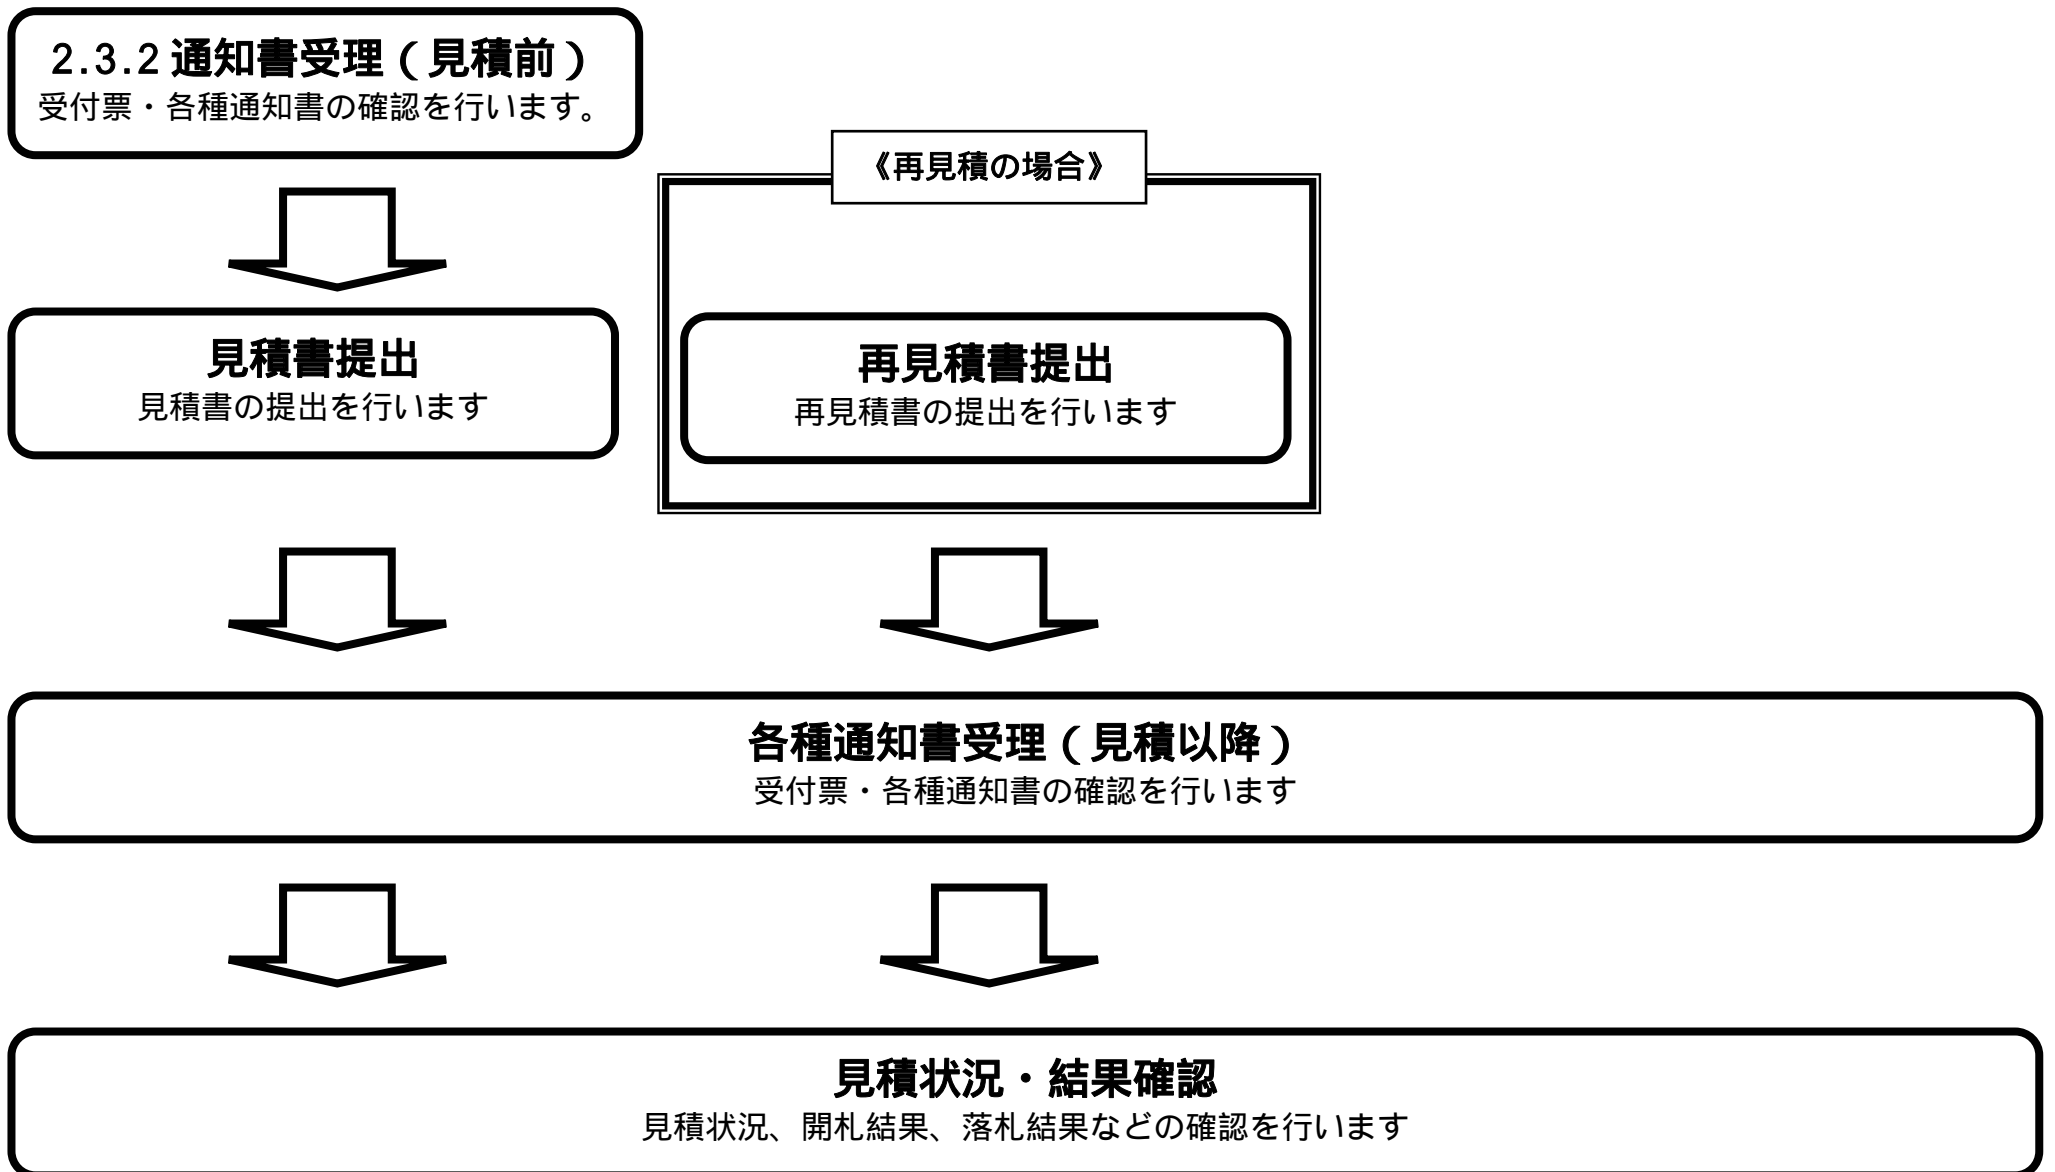 2.3.2 通知書受理（見積前）
受付票・各種通知書の確認を行います。
《再見積の場合》
見積書提出
見積書の提出を行います
再見積書提出
再見積書の提出を行います
各種通知書受理（見積以降）
受付票・各種通知書の確認を行います
見積状況・結果確認
見積状況、開札結果、落札結果などの確認を行います